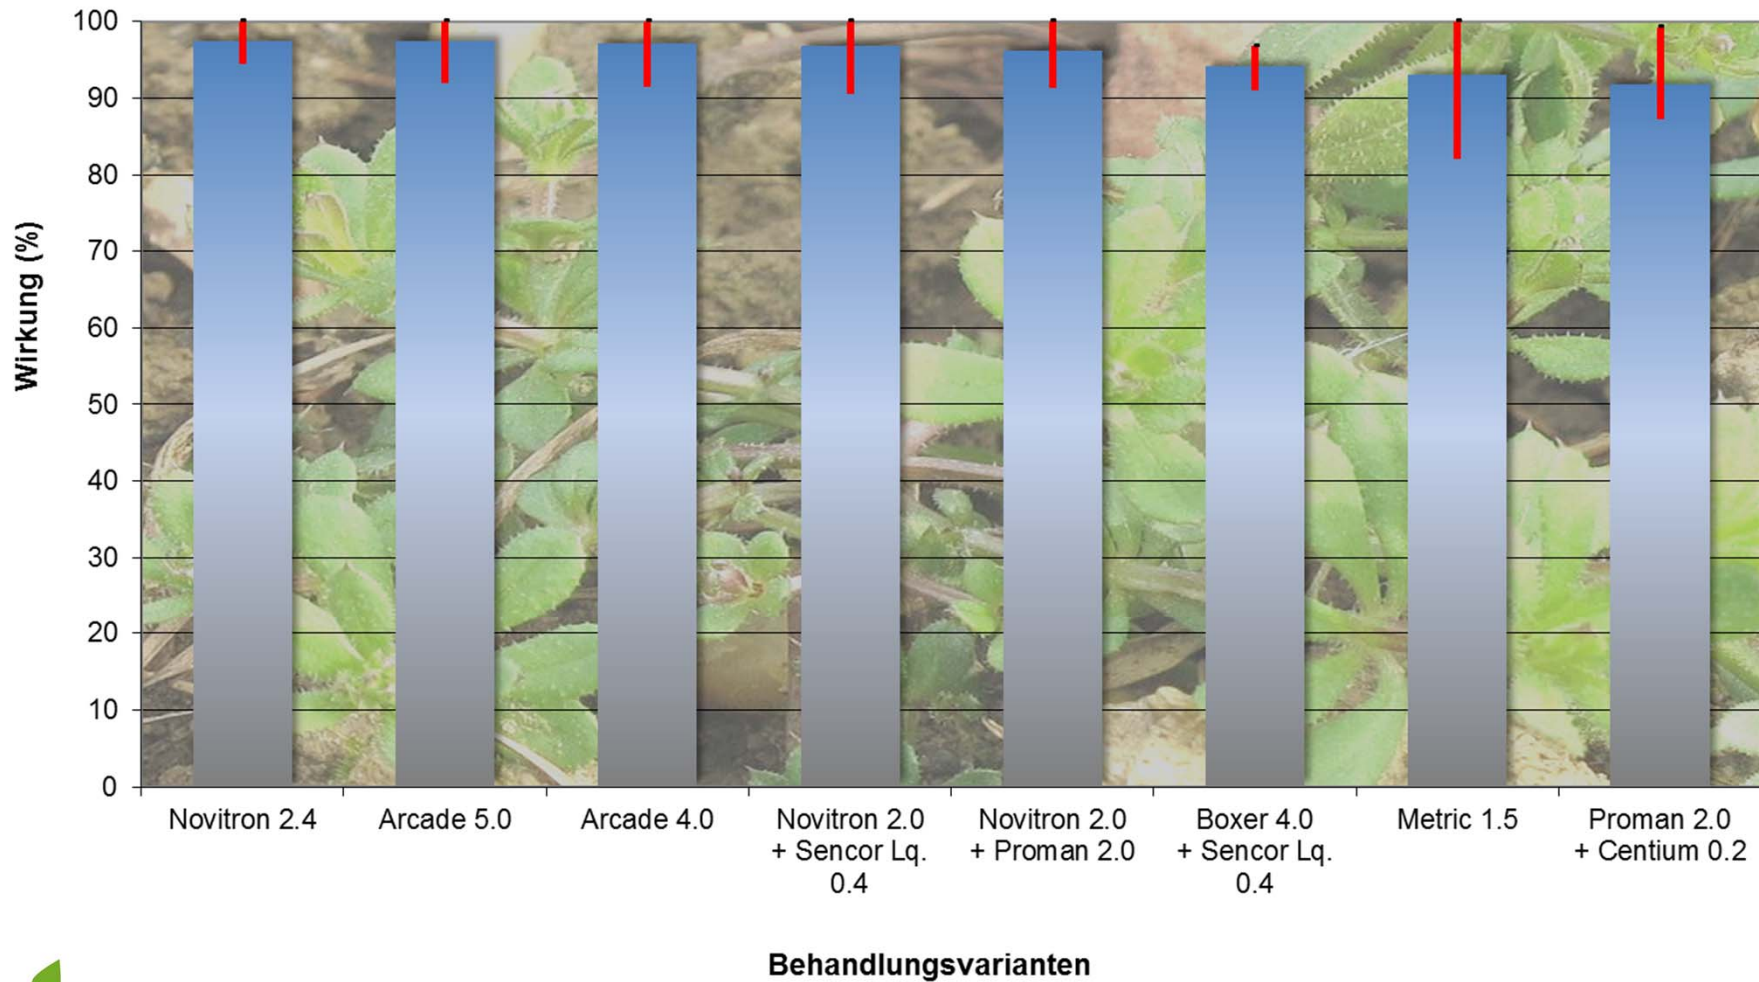 100
90
80
70
60
50
40
30
20
10
0
Wirkung (%)
Novitron 2.4
Arcade 5.0
Arcade 4.0
Novitron 2.0
+ Sencor Lq.
0.4
Novitron 2.0
+ Proman 2.0
Boxer 4.0
+ Sencor Lq.
0.4
Metric 1.5
Proman 2.0
+ Centium 0.2
Behandlungsvarianten